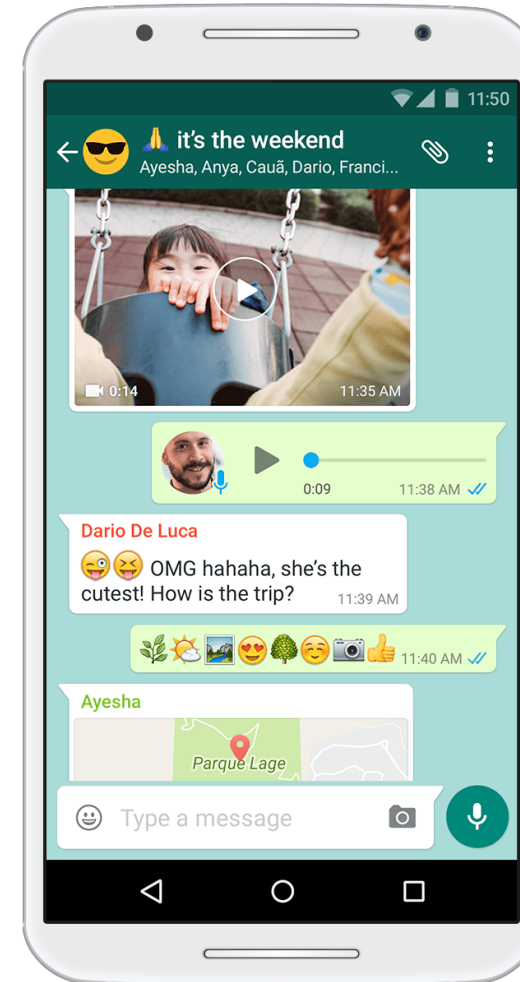 11:50
🙏 it's the weekend
Ayesha, Anya, Cauã, Dario, Franci...
0:14
11:35 AM
0:09
11:38 AM
Dario De Luca
😜😝 OMG hahaha, she's the
cutest! How is the trip?
11:39 AM
🌿🌤🏞😍🌳☺️📷👍 11:40 AM
Ayesha
Parque Lage
Type a message